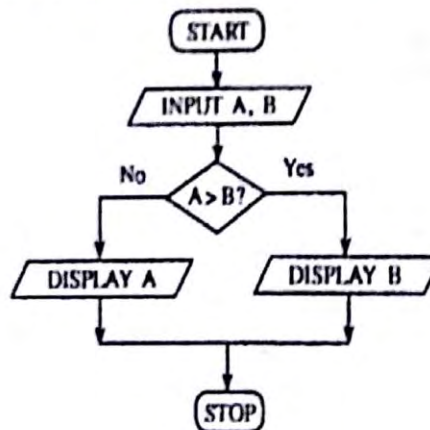 START
INPUT A, B
No
Yes
A > B?
DISPLAY A
DISPLAY B
STOP